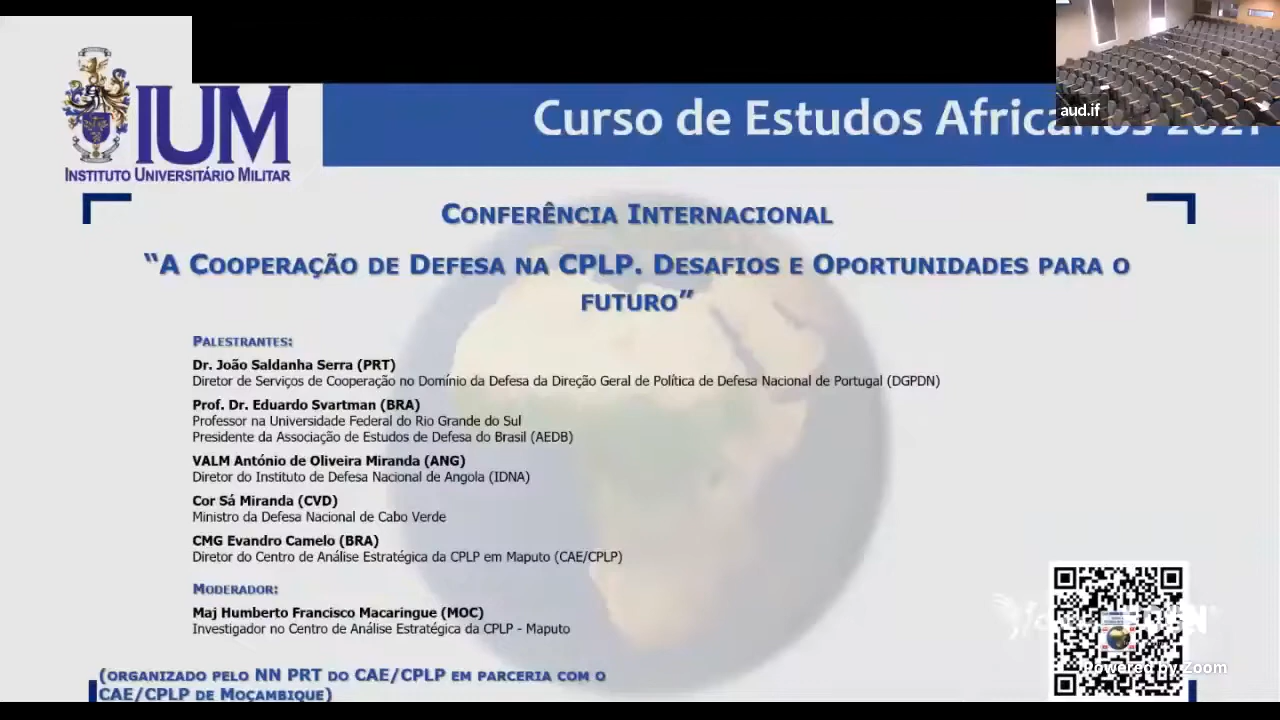 IUM
INSTITUTO UNIVERSITÁRIO MILITAR
Curso de Estudos Africanos 2021
aud.if
CONFERÊNCIA INTERNACIONAL
“A COOPERAÇÃO DE DEFESA NA CPLP. DESAFIOS E OPORTUNIDADES PARA O
FUTURO”
PALESTRANTES:
Dr. João Saldanha Serra (PRT)
Diretor de Serviços de Cooperação no Domínio da Defesa da Direção Geral de Política de Defesa Nacional de Portugal (DGPDN)
Prof. Dr. Eduardo Svartman (BRA)
Professor na Universidade Federal do Rio Grande do Sul
Presidente da Associação de Estudos de Defesa do Brasil (AEDB)
VALM António de Oliveira Miranda (ANG)
Diretor do Instituto de Defesa Nacional de Angola (IDNA)
Cor Sá Miranda (CVD)
Ministro da Defesa Nacional de Cabo Verde
CMG Evandro Camelo (BRA)
Diretor do Centro de Análise Estratégica da CPLP em Maputo (CAE/CPLP)
MODERADOR:
Maj Humberto Francisco Macaringue (MOC)
Investigador no Centro de Análise Estratégica da CPLP - Maputo
(ORGANIZADO PELO NN PRT DO CAE/CPLP EM PARCERIA COM O
CAE/CPLP DE MOÇAMBIQUE)
Powered by Zoom